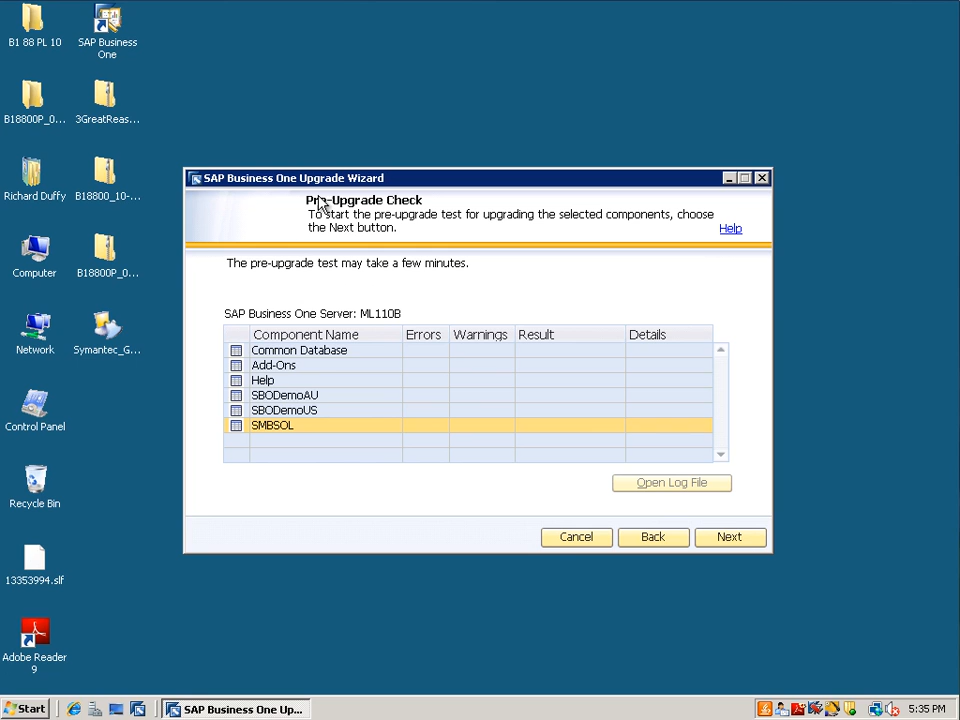 B1 88 PL 10
SAP Business
One
B18800P_0...
3GreatReas...
Richard Duffy
B18800_10-...
Computer
B18800P_0...
Network
Symantec_G...
Control Panel
Recycle Bin
13353994.slf
Adobe Reader
9
SAP Business One Upgrade Wizard
Pre-Upgrade Check
To start the pre-upgrade test for upgrading the selected components, choose
the Next button.
Help
The pre-upgrade test may take a few minutes.
SAP Business One Server: ML110B
Component Name Errors Warnings Result Details
Common Database
Add-Ons
Help
SBODemoAU
SBODemoUS
SMBSOL
Open Log File
Cancel Back Next
Start SAP Business One Up... 5:35 PM